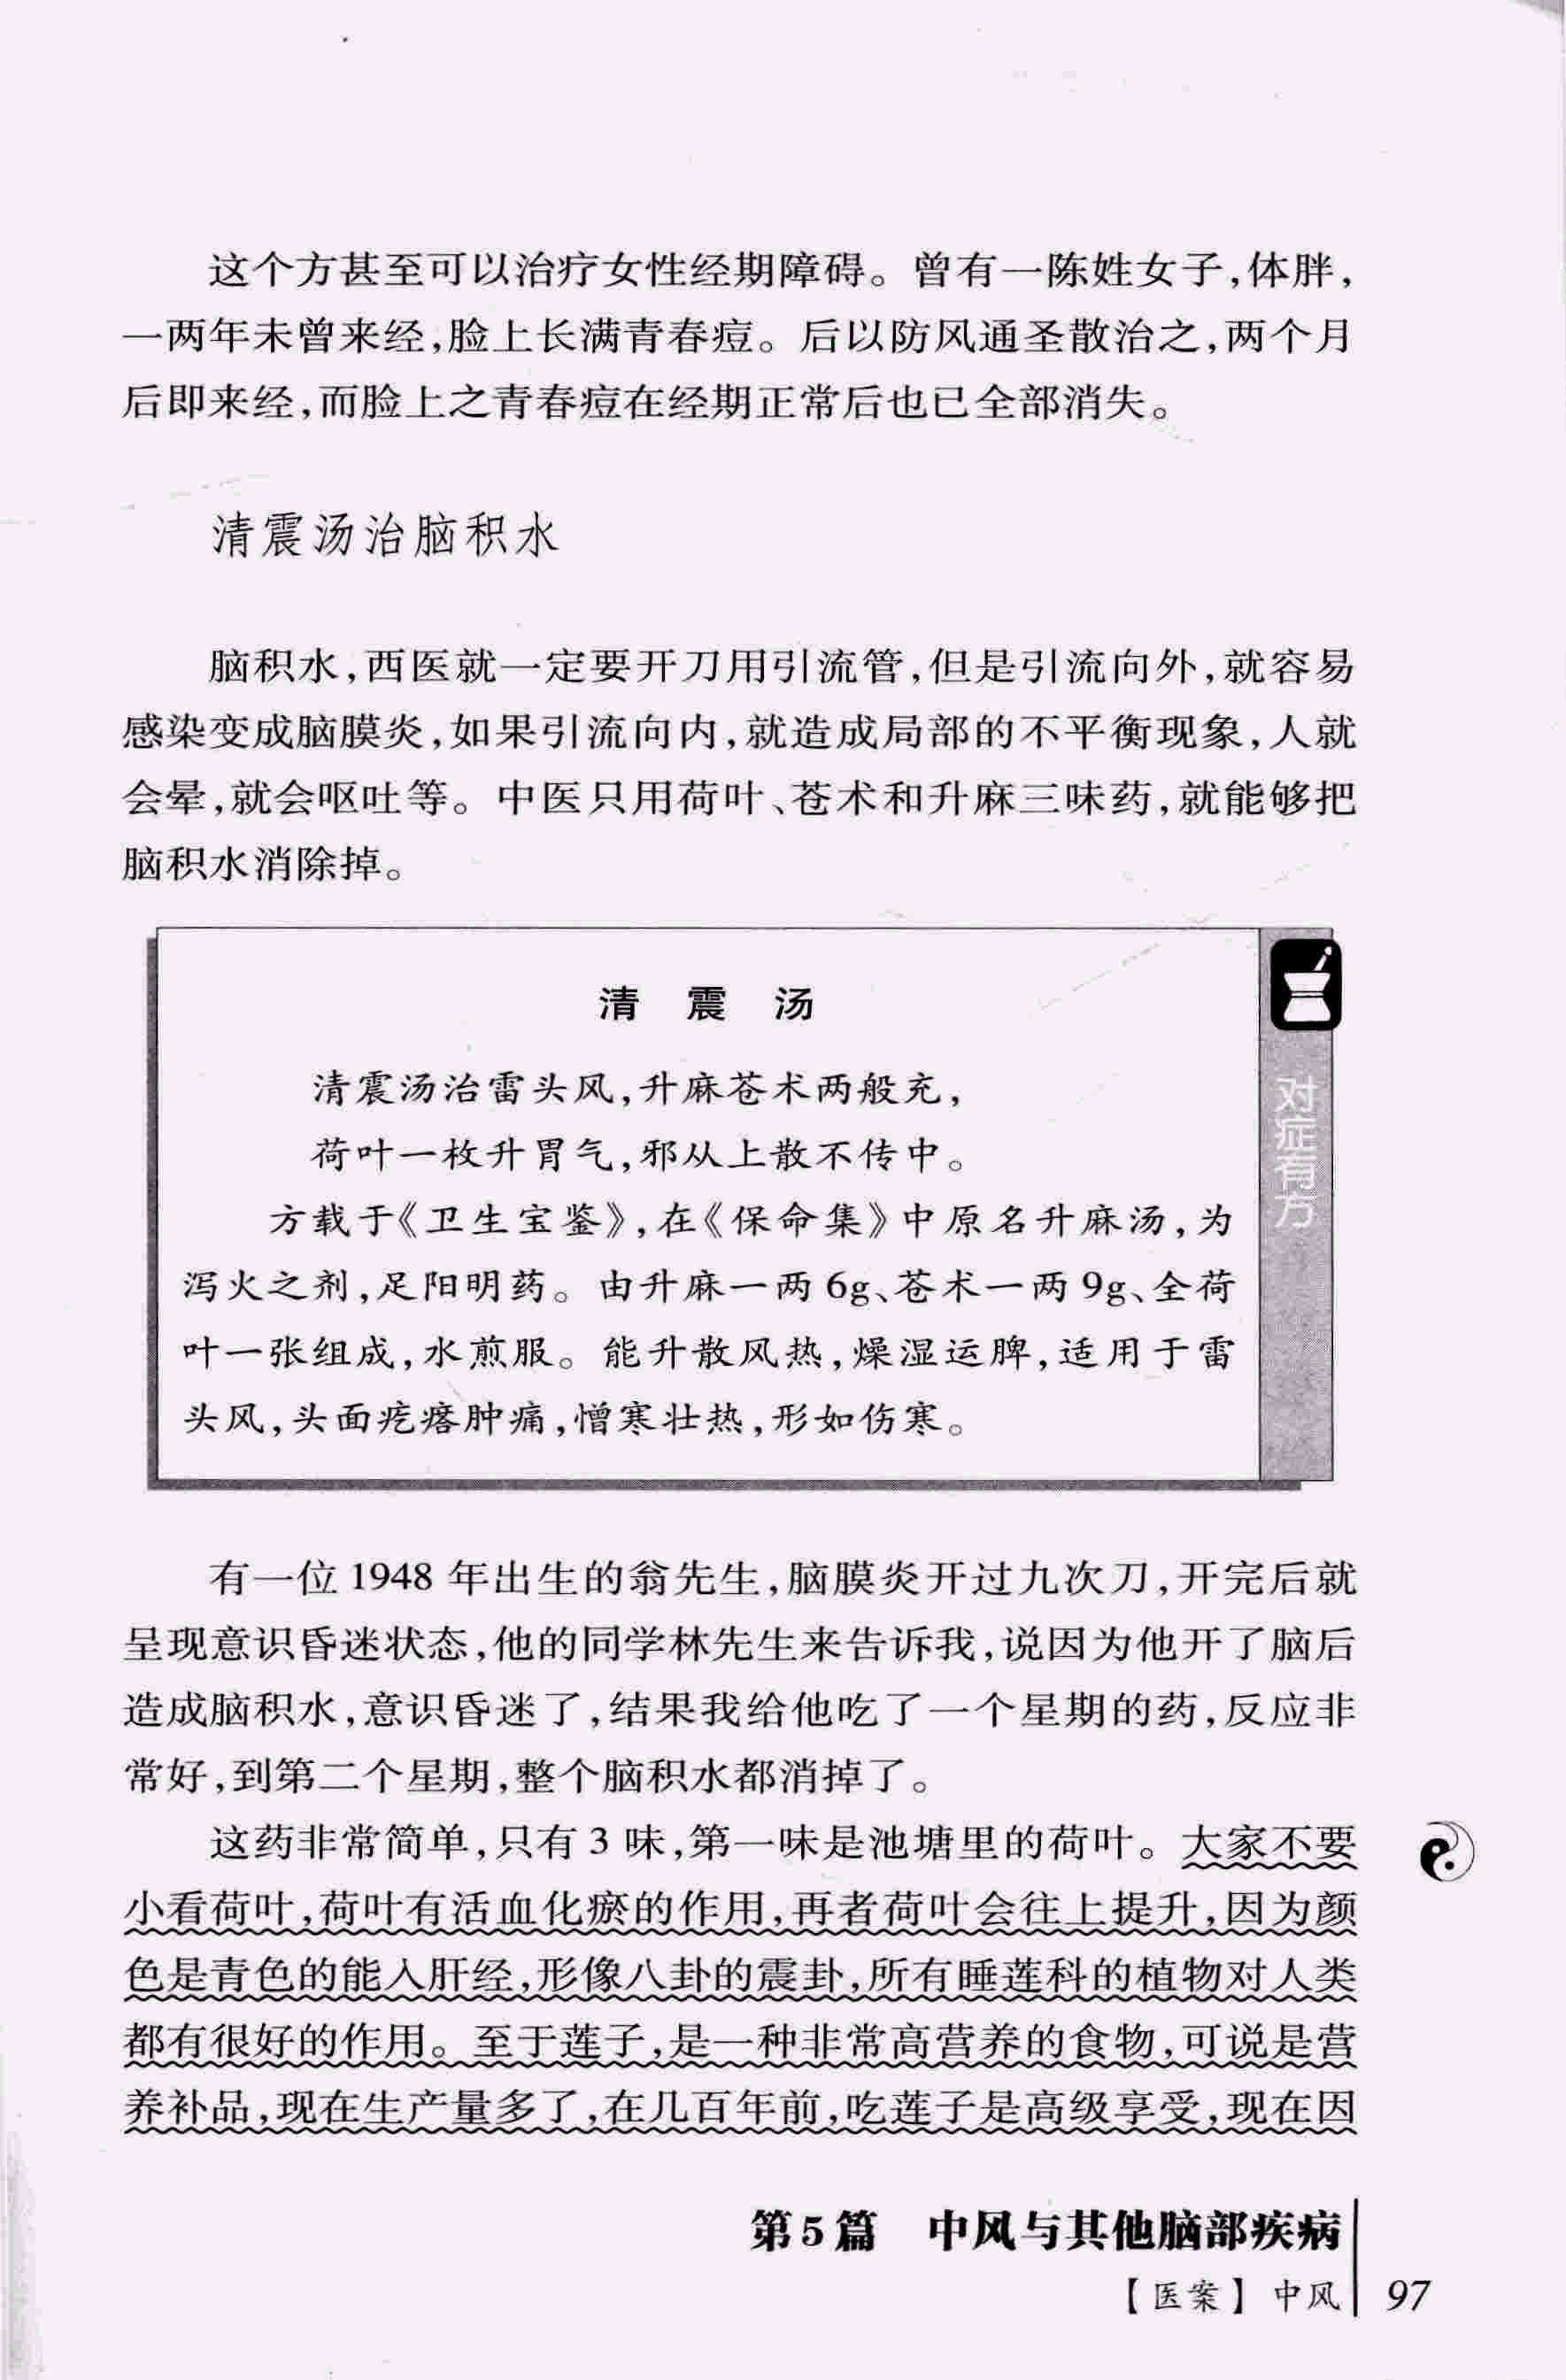 这个方甚至可以治疗女性经期障碍。曾有一陈姓女子,体胖,
一两年未曾来经,脸上长满青春痘。后以防风通圣散治之,两个月
后即来经,而脸上之青春痘在经期正常后也已全部消失。
清震汤治脑积水
脑积水,西医就一定要开刀用引流管,但是引流向外,就容易
感染变成脑膜炎,如果引流向内,就造成局部的不平衡现象,人就
会晕,就会呕吐等。中医只用荷叶、苍术和升麻三味药,就能够把
脑积水消除掉。
清 震 汤
清震汤治雷头风,升麻苍术两般充,
荷叶一枚升胃气,邪从上散不传中。
方载于《卫生宝鉴》,在《保命集》中原名升麻汤,为
泻火之剂,足阳明药。由升麻一两 6g、苍术一两 9g、全荷
叶一张组成,水煎服。能升散风热,燥湿运脾,适用于雷
头风,头面疙瘩肿痛,憎寒壮热,形如伤寒。
对症有方
有一位 1948 年出生的翁先生,脑膜炎开过九次刀,开完后就
呈现意识昏迷状态,他的同学林先生来告诉我,说因为他开了脑后
造成脑积水,意识昏迷了,结果我给他吃了一个星期的药,反应非
常好,到第二个星期,整个脑积水都消掉了。
这药非常简单,只有 3 味,第一味是池塘里的荷叶。大家不要
小看荷叶,荷叶有活血化瘀的作用,再者荷叶会往上提升,因为颜
色是青色的能入肝经,形像八卦的震卦,所有睡莲科的植物对人类
都有很好的作用。至于莲子,是一种非常高营养的食物,可说是营
养补品,现在生产量多了,在几百年前,吃莲子是高级享受,现在因
第5篇 中风与其他脑部疾病
【医案】中风 97